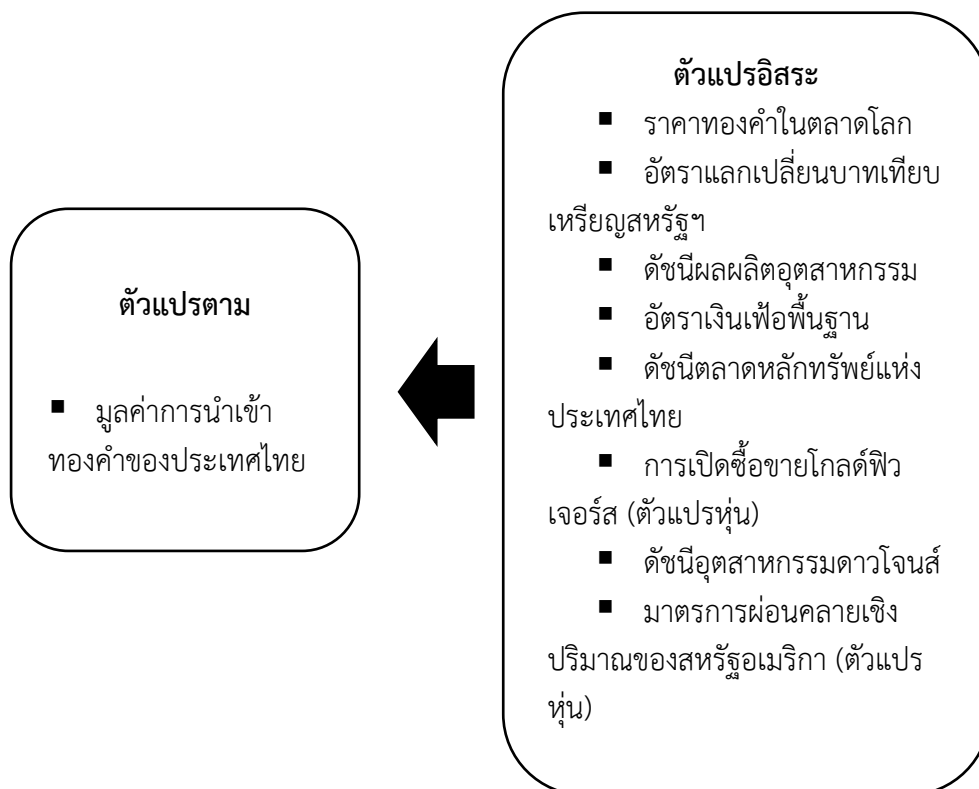 ตัวแปรตาม
■ มูลค่าการนำเข้า
ทองคำของประเทศไทย
ตัวแปรอิสระ
■ ราคาทองคำในตลาดโลก
■ อัตราแลกเปลี่ยนบาทเทียบ
เหรียญสหรัฐฯ
■ ดัชนีผลผลิตอุตสาหกรรม
■ อัตราเงินเฟ้อพื้นฐาน
■ ดัชนีตลาดหลักทรัพย์แห่ง
ประเทศไทย
■ การเปิดซื้อขายโกลด์ฟิว
เจอร์ส (ตัวแปรหุ่น)
■ ดัชนีอุตสาหกรรมดาวโจนส์
■ มาตรการผ่อนคลายเชิง
ปริมาณของสหรัฐอเมริกา (ตัวแปร
หุ่น)